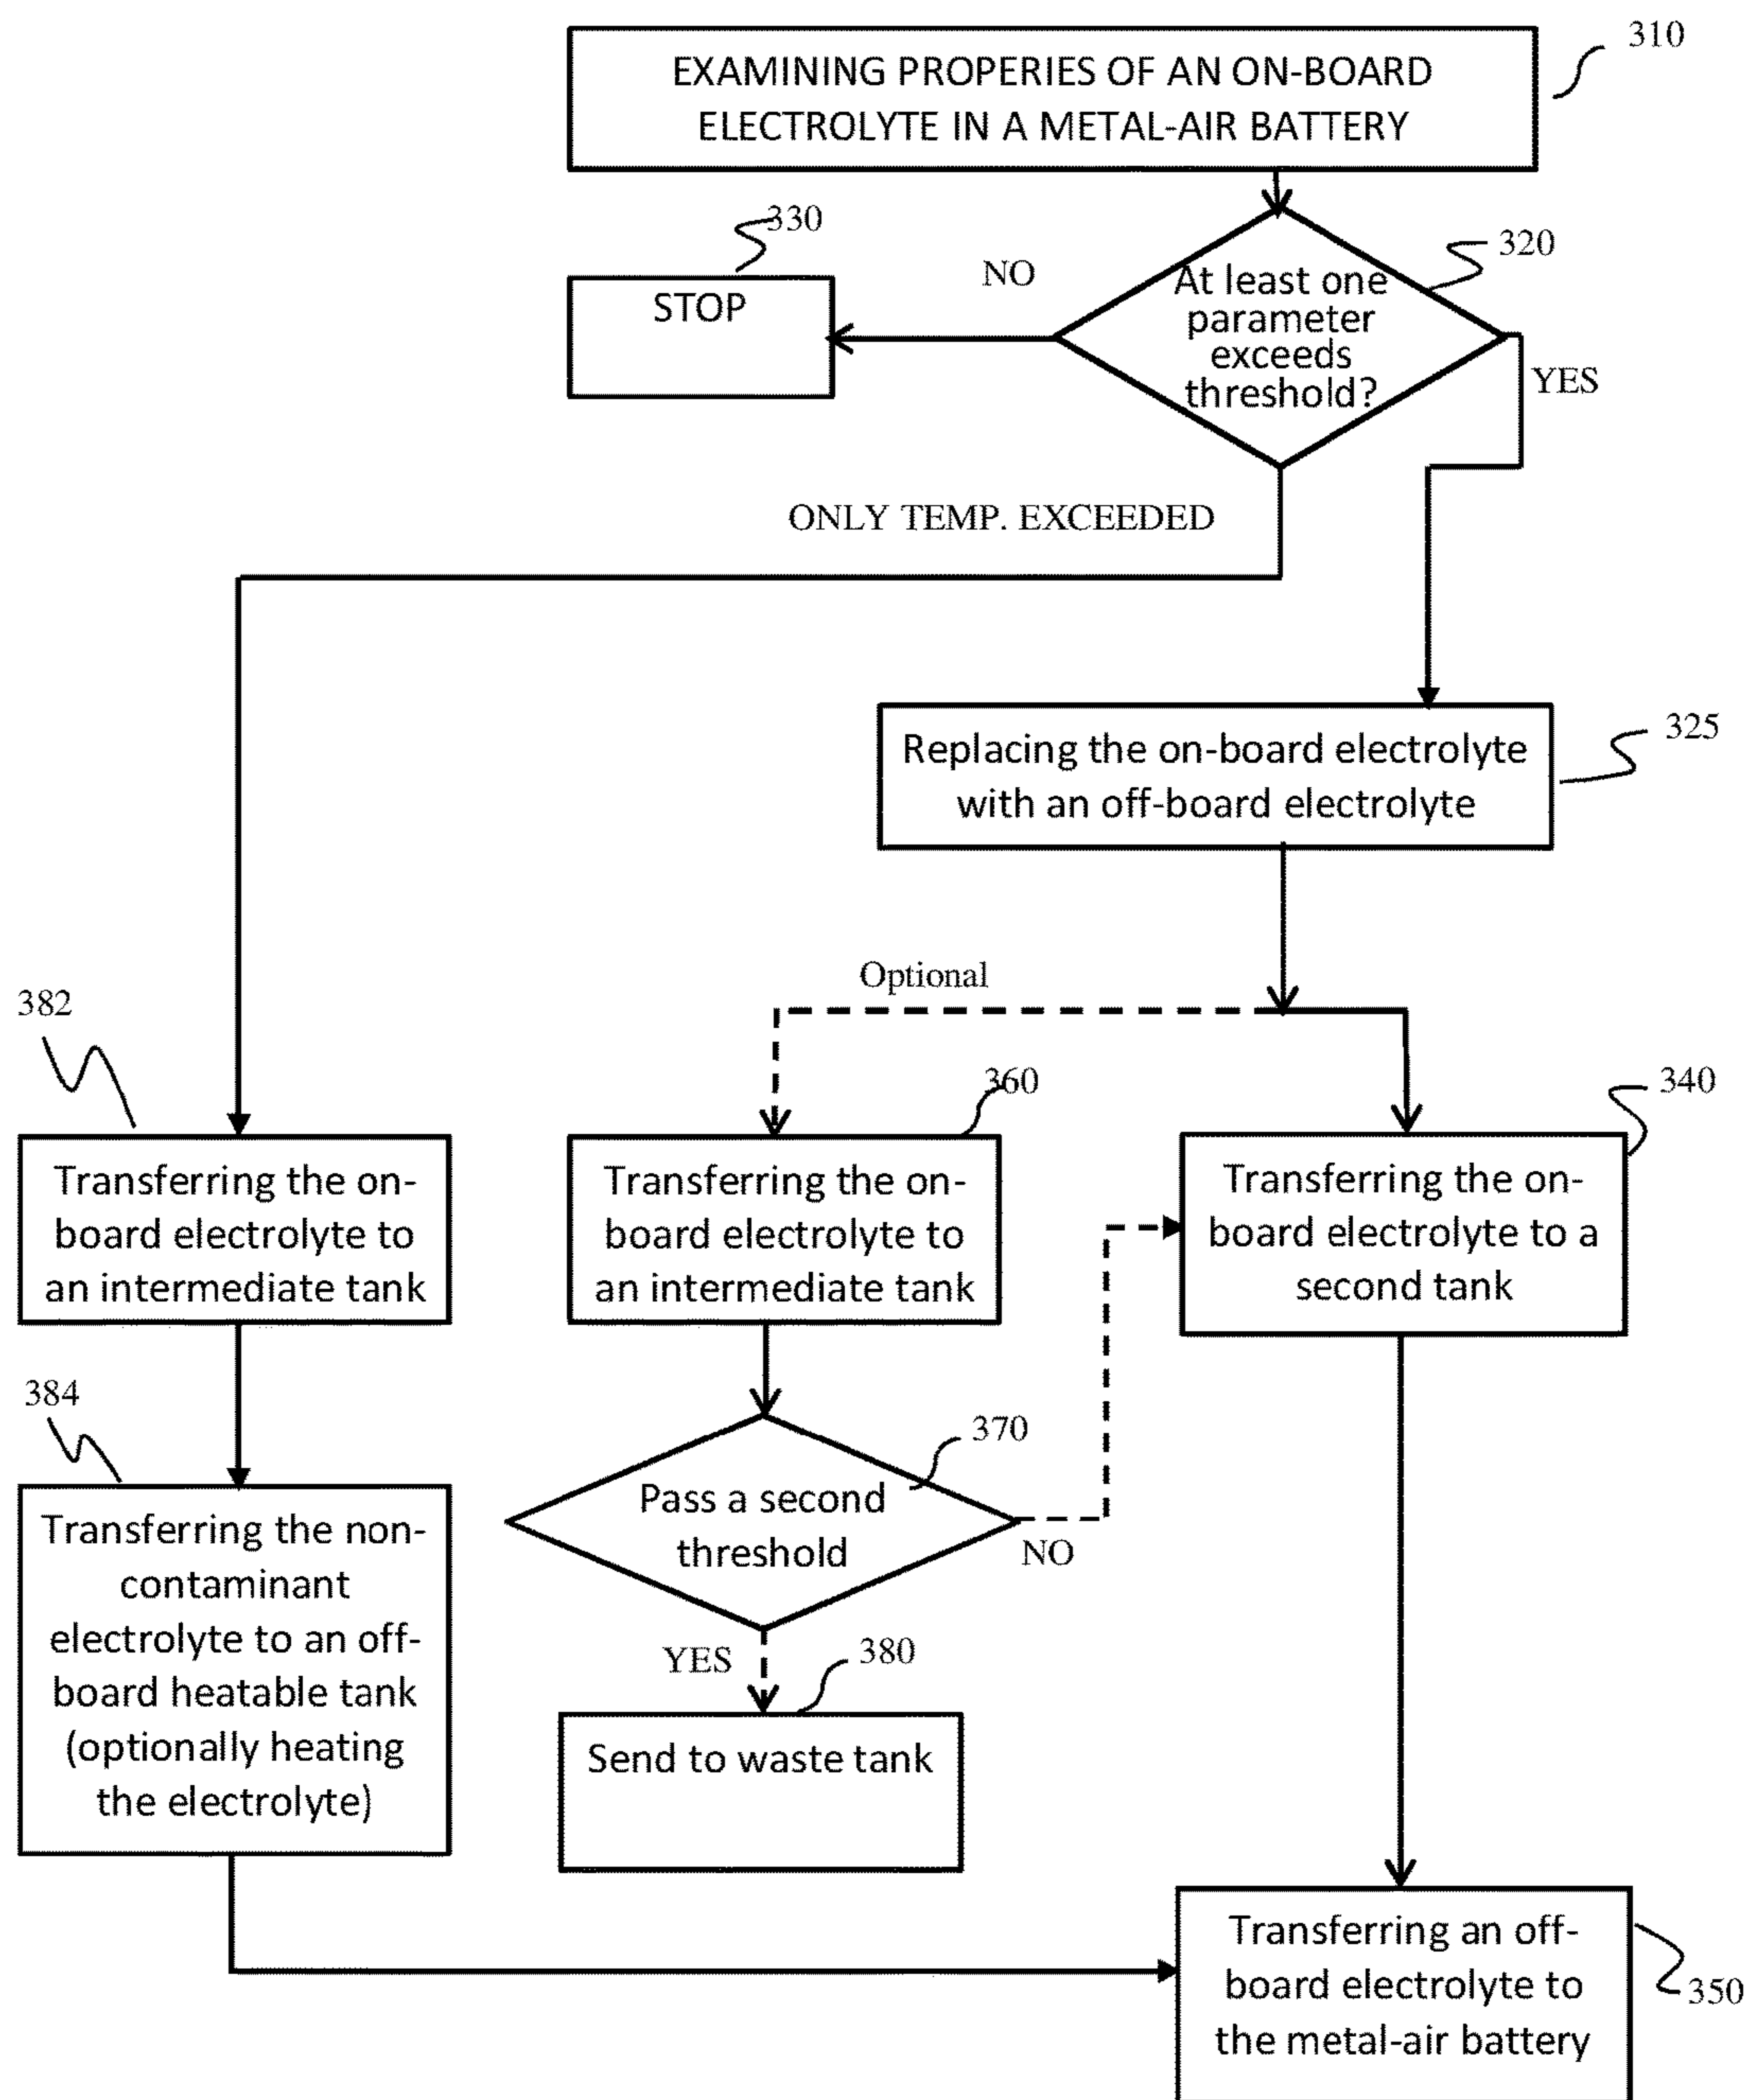 EXAMINING PROPERIES OF AN ON-BOARD
ELECTROLYTE IN A METAL-AIR BATTERY
310
330
STOP
NO
320
At least one
parameter
exceeds
threshold?
YES
ONLY TEMP. EXCEEDED
Replacing the on-board electrolyte
with an off-board electrolyte
325
Optional
382
360
340
Transferring the on-
board electrolyte to
an intermediate tank
Transferring the on-
board electrolyte to
an intermediate tank
Transferring the on-
board electrolyte to a
second tank
384
370
Pass a second
threshold
NO
Transferring the non-
contaminant
electrolyte to an off-
board heatable tank
(optionally heating
the electrolyte)
YES
380
Send to waste tank
Transferring an off-
board electrolyte to
the metal-air battery
350